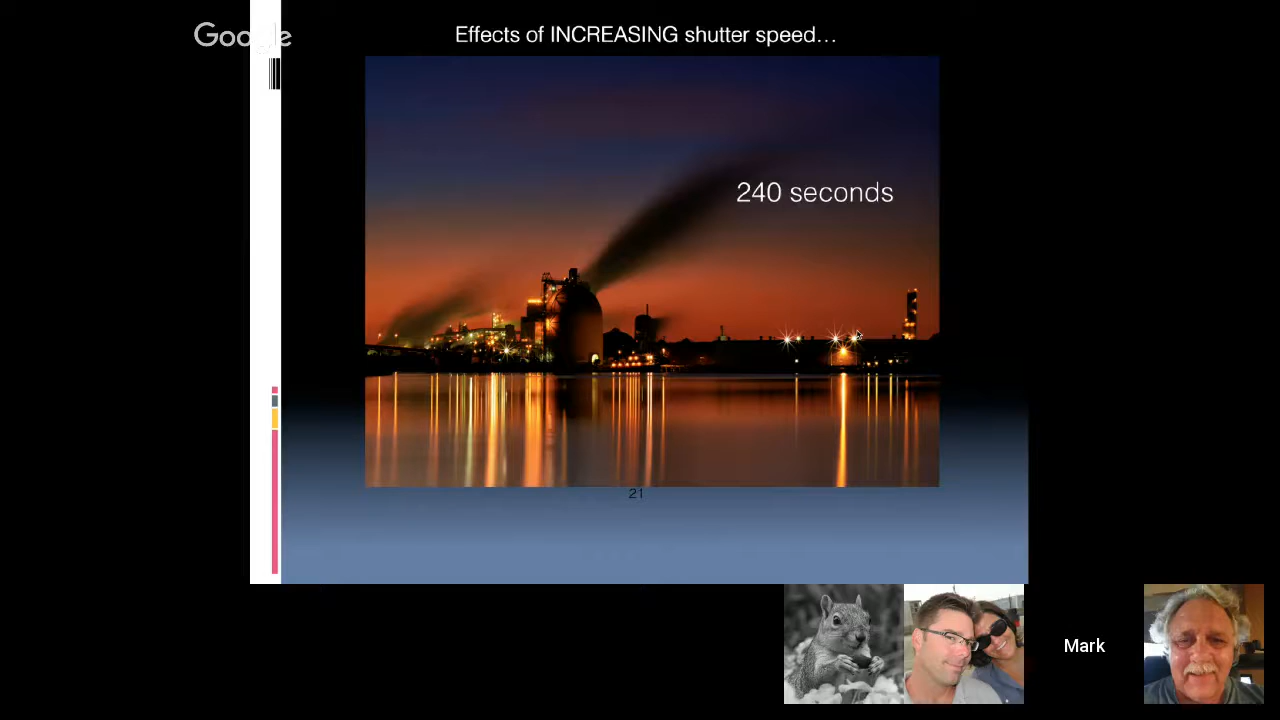 Google
Effects of INCREASING shutter speed…
240 seconds
21
Mark